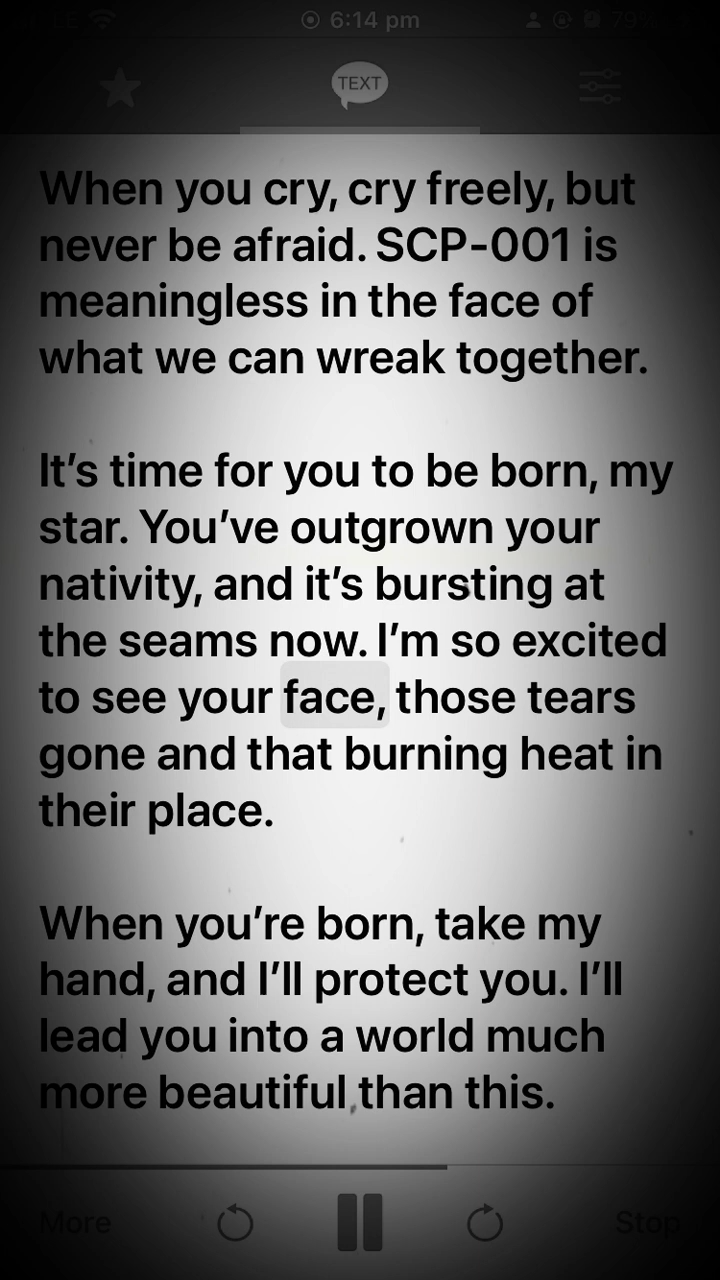 6:14 pm
79%
TEXT
When you cry, cry freely, but
never be afraid. SCP-001 is
meaningless in the face of
what we can wreak together.
It’s time for you to be born, my
star. You’ve outgrown your
nativity, and it’s bursting at
the seams now. I’m so excited
to see your face, those tears
gone and that burning heat in
their place.
When you’re born, take my
hand, and I’ll protect you. I’ll
lead you into a world much
more beautiful than this.
More
Stop